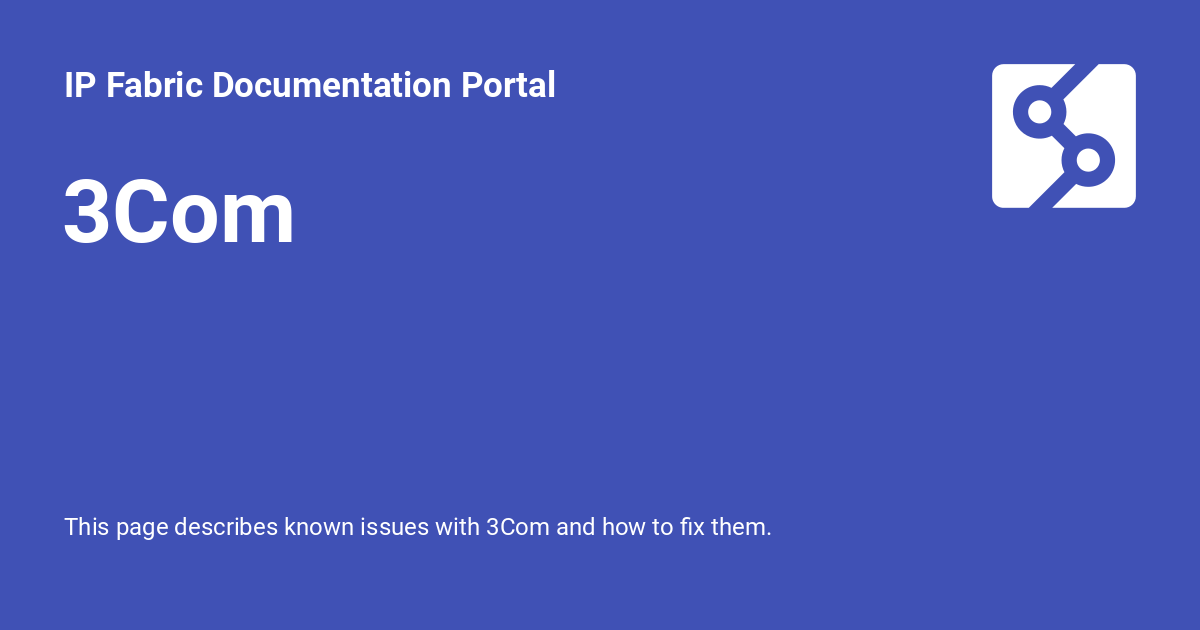 IP Fabric Documentation Portal
3Com
This page describes known issues with 3Com and how to fix them.